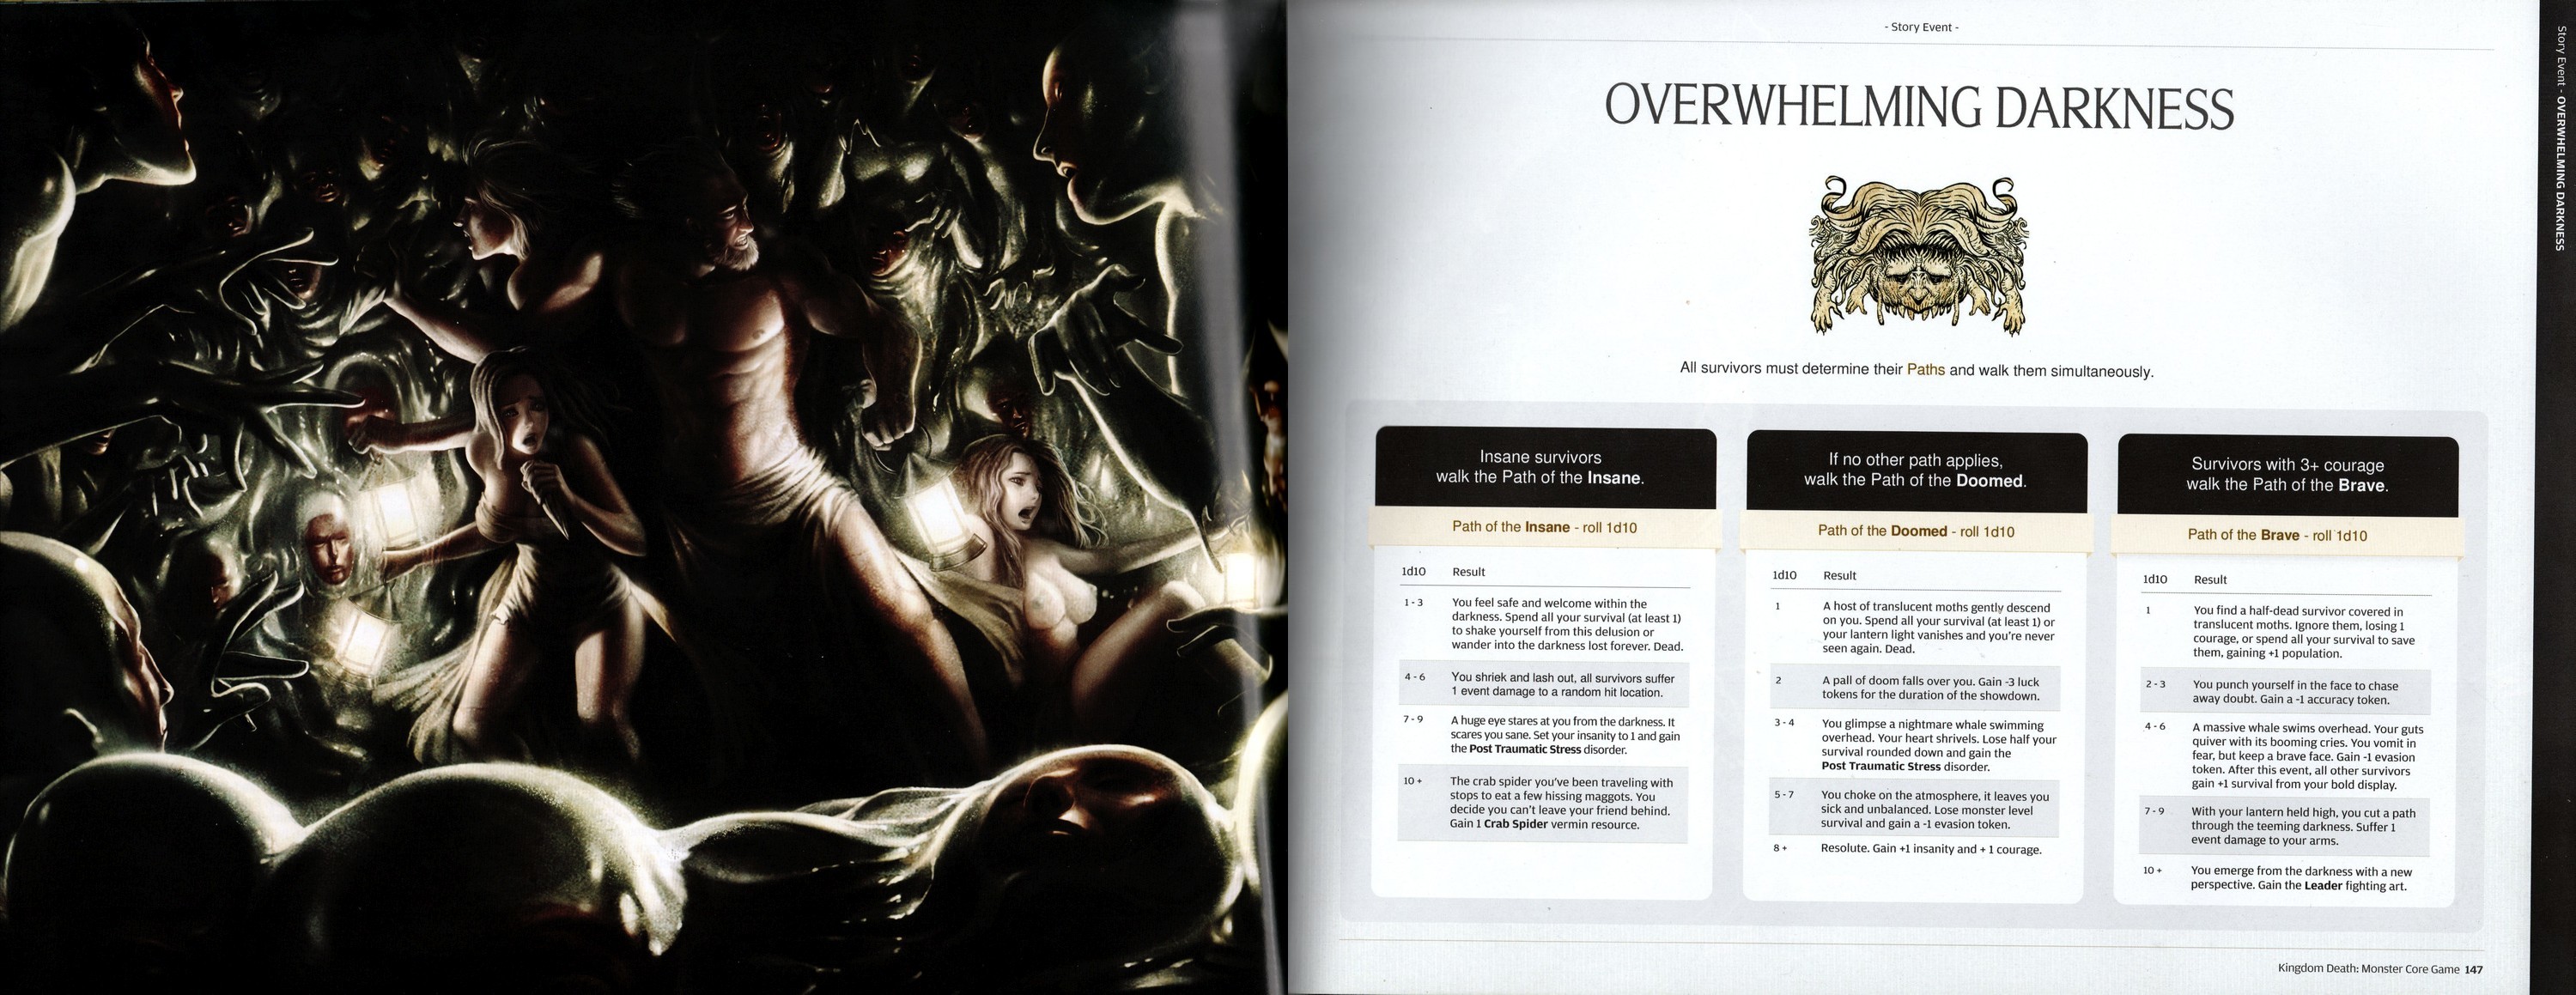 - Story Event -
OVERWHELMING DARKNESS
All survivors must determine their Paths and walk them simultaneously.
Insane survivors
walk the Path of the Insane.
Path of the Insane - roll 1d10
1d10 Result
1 - 3 You feel safe and welcome within the
darkness. Spend all your survival (at least 1)
to shake yourself from this delusion or
wander into the darkness lost forever. Dead.
4 - 6 You shriek and lash out, all survivors suffer
1 event damage to a random hit location.
7 - 9 A huge eye stares at you from the darkness. It
scares you sane. Set your insanity to 1 and gain
the Post Traumatic Stress disorder.
10 + The crab spider you've been traveling with
stops to eat a few hissing maggots. You
decide you can't leave your friend behind.
Gain 1 Crab Spider vermin resource.
If no other path applies,
walk the Path of the Doomed.
Path of the Doomed - roll 1d10
1d10 Result
1 A host of translucent moths gently descend
on you. Spend all your survival (at least 1) or
your lantern light vanishes and you're never
seen again. Dead.
2 A pall of doom falls over you. Gain -3 luck
tokens for the duration of the showdown.
3 - 4 You glimpse a nightmare whale swimming
overhead. Your heart shrivels. Lose half your
survival rounded down and gain the
Post Traumatic Stress disorder.
5 - 7 You choke on the atmosphere, it leaves you
sick and unbalanced. Lose monster level
survival and gain a -1 evasion token.
8 + Resolute. Gain +1 insanity and + 1 courage.
Survivors with 3+ courage
walk the Path of the Brave.
Path of the Brave - roll 1d10
1d10 Result
1 You find a half-dead survivor covered in
translucent moths. Ignore them, losing 1
courage, or spend all your survival to save
them, gaining +1 population.
2 - 3 You punch yourself in the face to chase
away doubt. Gain a -1 accuracy token.
4 - 6 A massive whale swims overhead. Your guts
quiver with its booming cries. You vomit in
fear, but keep a brave face. Gain -1 evasion
token. After this event, all other survivors
gain +1 survival from your bold display.
7 - 9 With your lantern held high, you cut a path
through the teeming darkness. Suffer 1
event damage to your arms.
10 + You emerge from the darkness with a new
perspective. Gain the Leader fighting art.
Kingdom Death: Monster Core Game 147
Story Event - OVERWHELMING DARKNESS